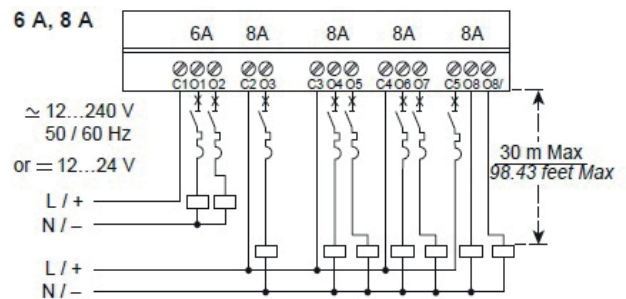 6 A, 8 A
6A 8A 8A 8A 8A
C1 O1 O2 C2 O3 C3 O4 O5 C4 O6 O7 C5 O8 O8/
≃ 12...240 V
50 / 60 Hz
or ⎓ 12...24 V
30 m Max
98.43 feet Max
L / +
N / –
L / +
N / –